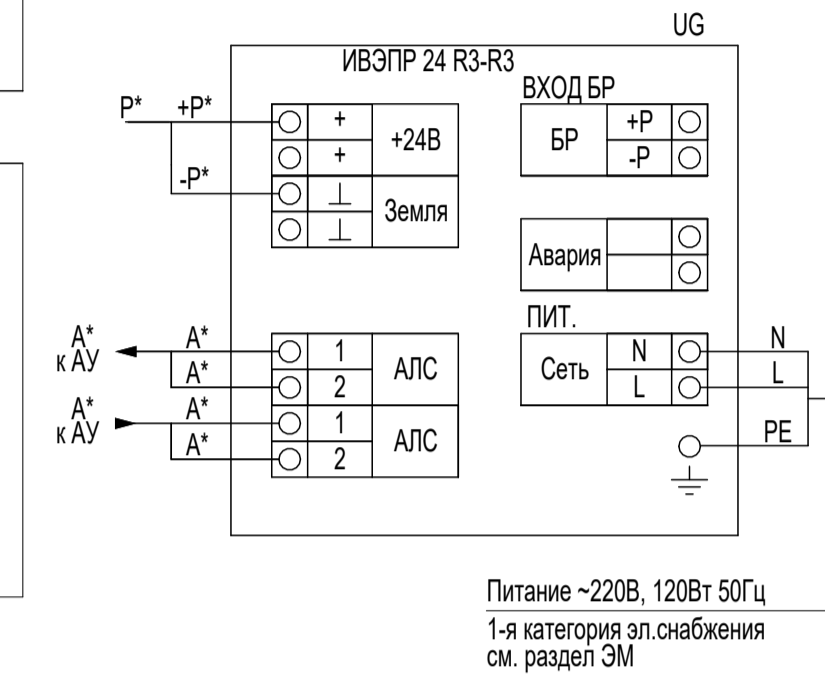 UG
ИВЭПР 24 R3-R3
ВХОД БР
P* +P*
+
+24В
+
-P*
⊥
Земля
⊥
БР
+P
-P
Авария
ПИТ.
Сеть
N
L
N
L
PE
А*
к АУ
А*
А*
1
АЛС
2
А*
к АУ
А*
А*
1
АЛС
2
Питание ~220В, 120Вт 50Гц
1-я категория эл.снабжения
см. раздел ЭМ